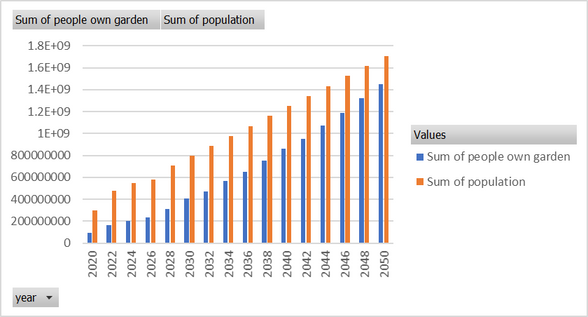 Sum of people own garden Sum of population
1.8E+09
1.6E+09
1.4E+09
1.2E+09
1E+09
800000000
600000000
400000000
200000000
0
2020 2022 2024 2026 2028 2030 2032 2034 2036 2038 2040 2042 2044 2046 2048 2050
Values
Sum of people own garden
Sum of population
year